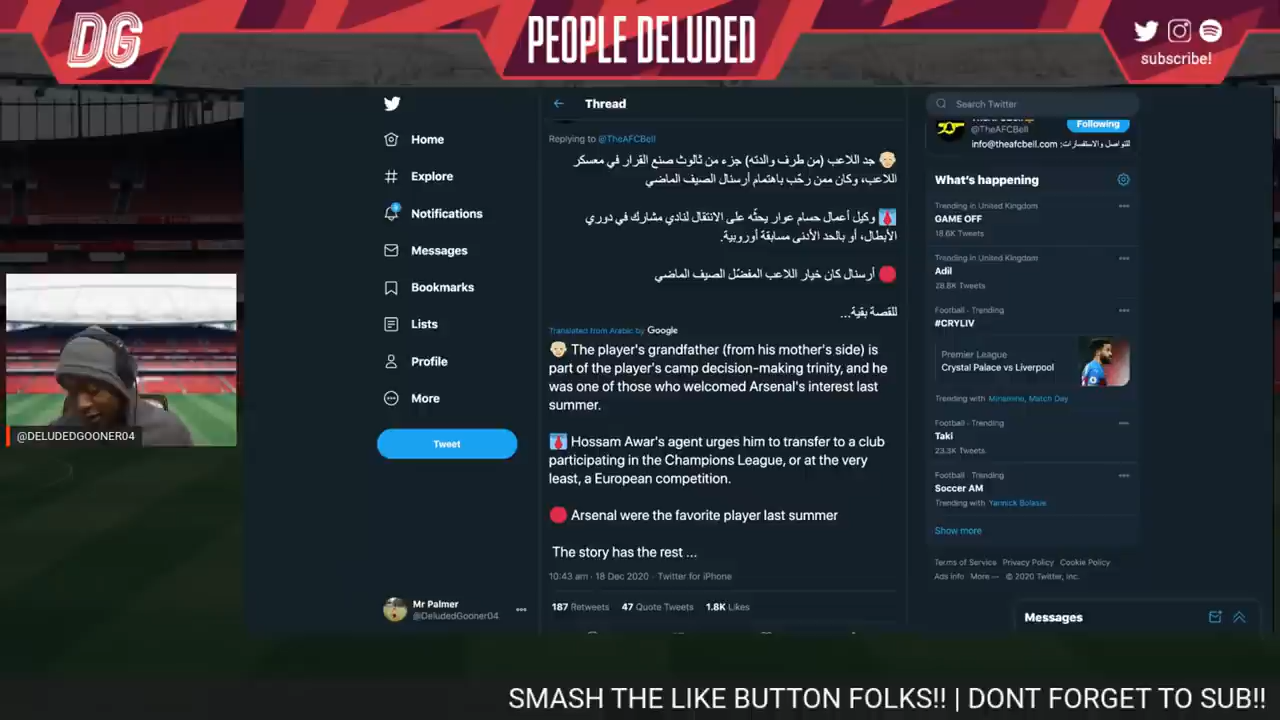 DG
PEOPLE DELUDED
subscribe!
Home
Explore
Notifications
Messages
Bookmarks
Lists
Profile
More
Tweet
Mr Palmer
@DeludedGooner04
@DELUDEDGOONER04
Thread
Replying to @TheAFCBell
جد اللاعب (من طرف والدته) جزء من ثالوث صنع القرار في معسكر
اللاعب، وكان ممن رحّب باهتمام أرسنال الصيف الماضي
وكيل أعمال حسام عوار يحثّه على الانتقال لنادي مشارك في دوري
الأبطال، أو بالحد الأدنى مسابقة أوروبية.
أرسنال كان خيار اللاعب المفضّل الصيف الماضي
للقصة بقية...
Translated from Arabic by Google
The player's grandfather (from his mother's side) is
part of the player's camp decision-making trinity, and he
was one of those who welcomed Arsenal's interest last
summer.
Hossam Awar's agent urges him to transfer to a club
participating in the Champions League, or at the very
least, a European competition.
Arsenal were the favorite player last summer
The story has the rest ...
10:43 am · 18 Dec 2020 · Twitter for iPhone
187 Retweets 47 Quote Tweets 1.8K Likes
Search Twitter
@TheAFCBell
Following
للتواصل والاستفسارات: info@theafcbell.com
What's happening
Trending in United Kingdom
GAME OFF
18.6K Tweets
Trending in United Kingdom
Adil
28.8K Tweets
Football · Trending
#CRYLIV
Premier League
Crystal Palace vs Liverpool
Trending with Minamino, Match Day
Football · Trending
Taki
23.3K Tweets
Football · Trending
Soccer AM
Trending with Yannick Bolasie
Show more
Terms of Service Privacy Policy Cookie Policy
Ads info More © 2020 Twitter, Inc.
Messages
SMASH THE LIKE BUTTON FOLKS!! | DONT FORGET TO SUB!!